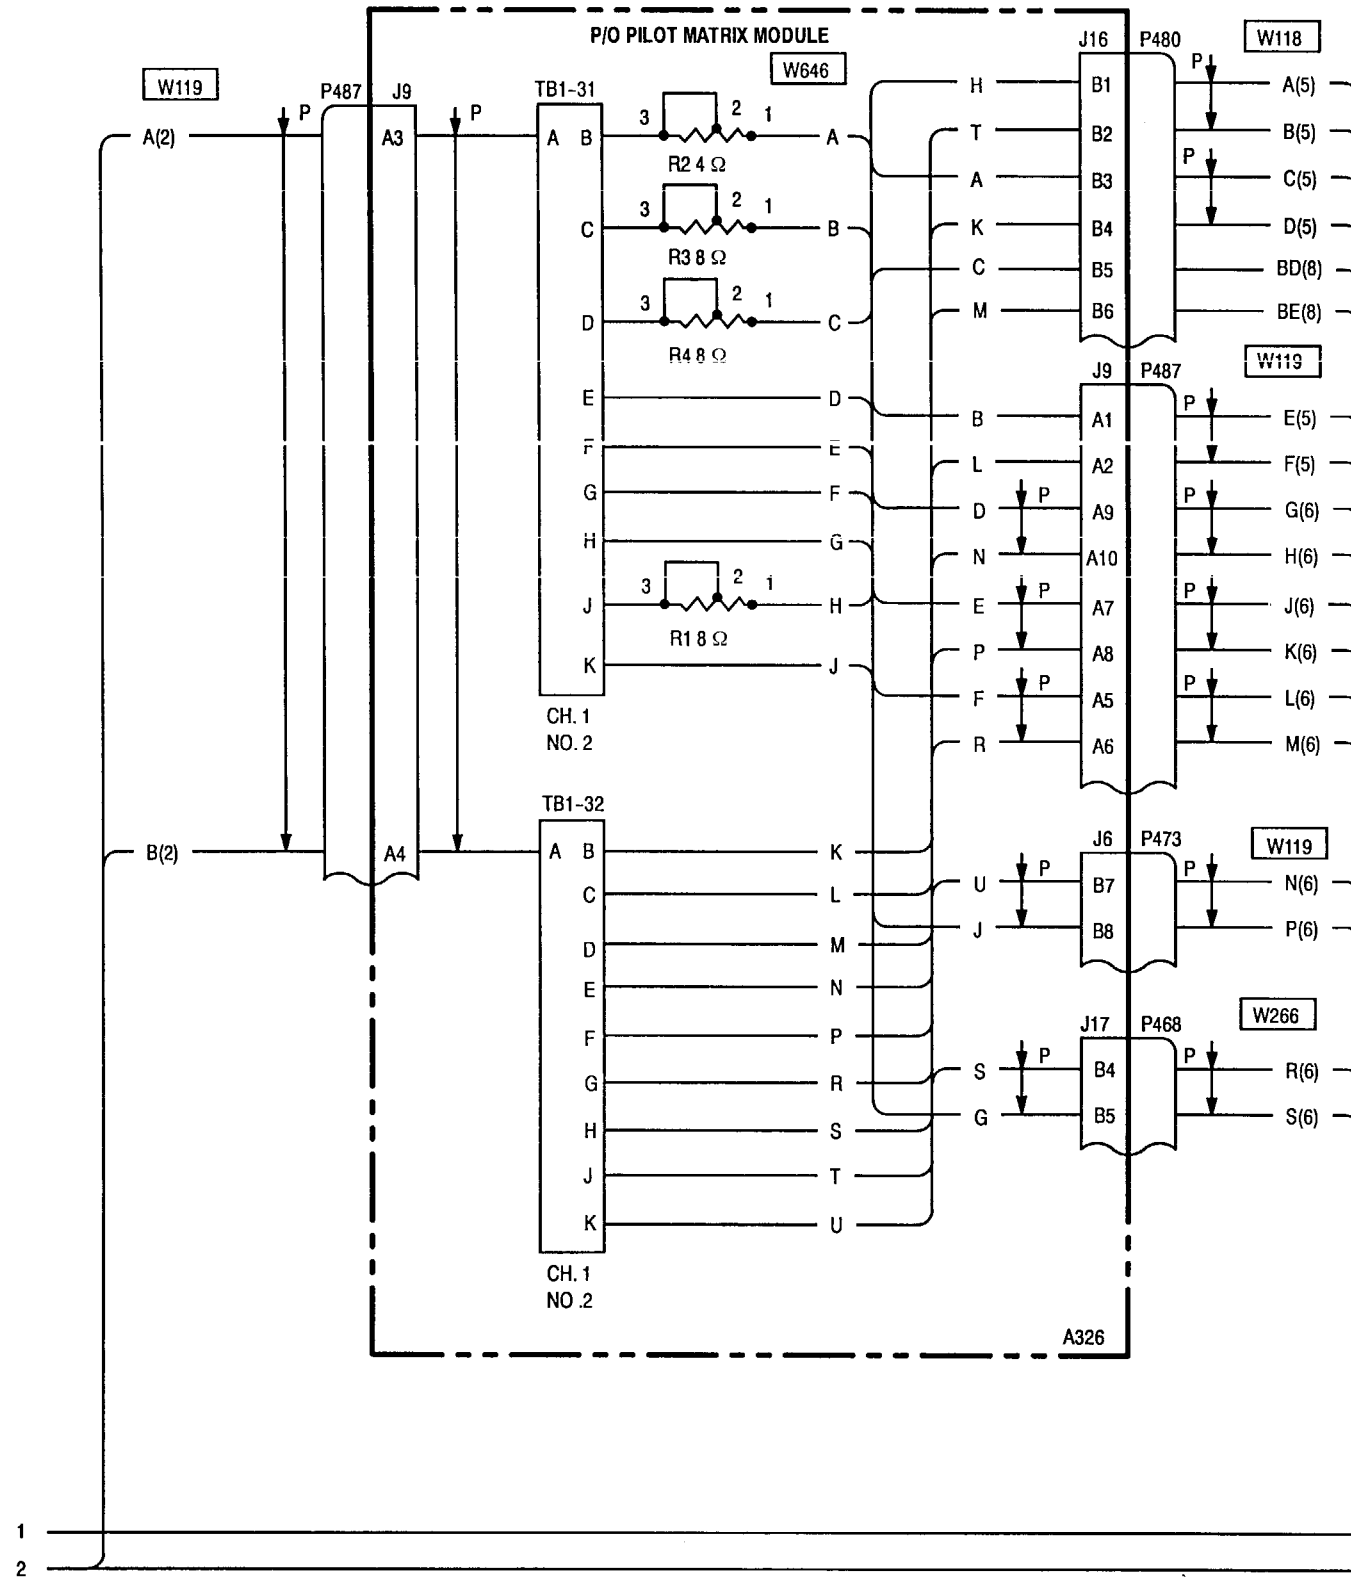 P/O PILOT MATRIX MODULE
W119
P487 J9
P
P
A(2)
A3
B(2)
A4
TB1-31
W646
A B
3 2 1
R2 4 Ω
A
C
3 2 1
R3 8 Ω
B
D
3 2 1
R4 8 Ω
C
E
D
F
E
G
F
H
G
J
3 2 1
R1 8 Ω
H
K
J
CH. 1
NO. 2
TB1-32
A B
K
C
L
D
M
E
N
F
P
G
R
H
S
J
T
K
U
CH. 1
NO .2
J16 P480
W118
H B1 P A(5)
T B2 B(5)
A B3 P C(5)
K B4 D(5)
C B5 BD(8)
M B6 BE(8)
J9 P487
W119
B A1 P E(5)
L A2 F(5)
D P A9 P G(6)
N A10 H(6)
E P A7 P J(6)
P A8 K(6)
F P A5 P L(6)
R A6 M(6)
J6 P473
W119
U P B7 P N(6)
J B8 P(6)
J17 P468
W266
S P B4 P R(6)
G B5 S(6)
A326
1
2